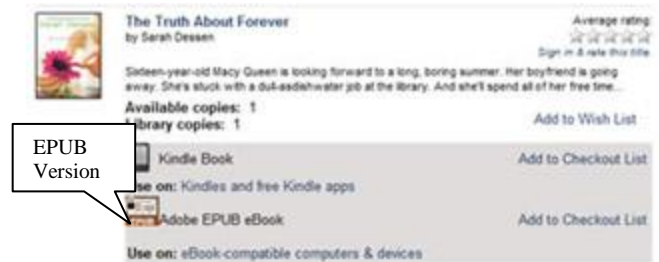 The Truth About Forever
by Sarah Dessen
Average rating:
Sign in & rate this title
Sixteen-year-old Macy Queen is looking forward to a long, boring summer. Her boyfriend is going
away. She's stuck with a dull-asdishwater job at the library. And she'll spend all of her free time...
Available copies: 1
Library copies: 1
Add to Wish List
EPUB
Version
Kindle Book
Add to Checkout List
Use on: Kindles and free Kindle apps
Adobe EPUB eBook
Add to Checkout List
Use on: eBook-compatible computers & devices